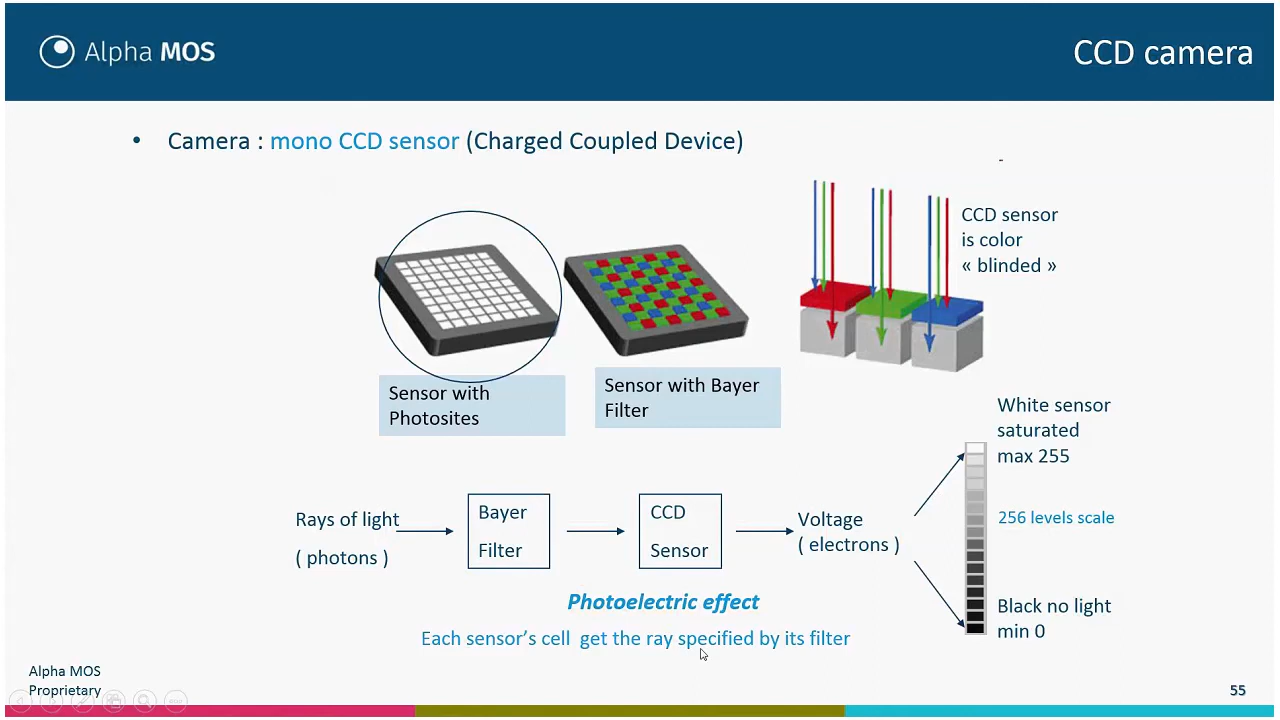 Alpha MOS
CCD camera
• Camera : mono CCD sensor (Charged Coupled Device)
-
CCD sensor
is color
« blinded »
Sensor with
Photosites
Sensor with Bayer
Filter
White sensor
saturated
max 255
256 levels scale
Black no light
min 0
Rays of light
( photons )
Bayer
Filter
CCD
Sensor
Voltage
( electrons )
Photoelectric effect
Each sensor's cell  get the ray specified by its filter
Alpha MOS
Proprietary
55